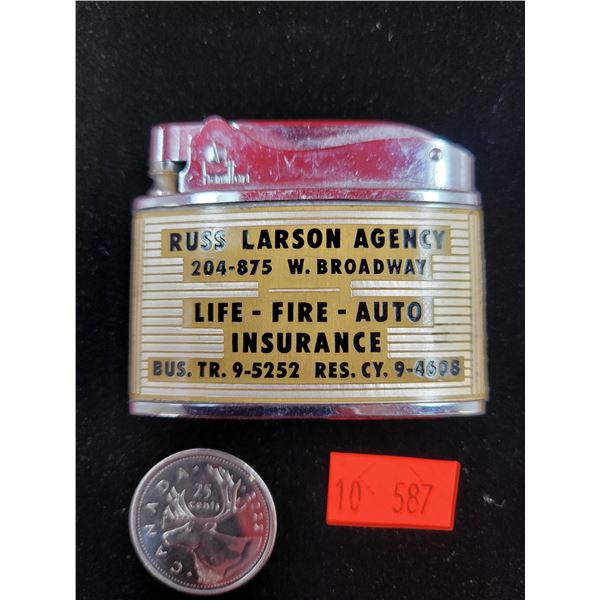 Hamilton
RUSS LARSON AGENCY
204-875 W. BROADWAY
LIFE - FIRE - AUTO
INSURANCE
BUS. TR. 9-5252 RES. CY. 9-4608
CANADA
25
cents
10 587